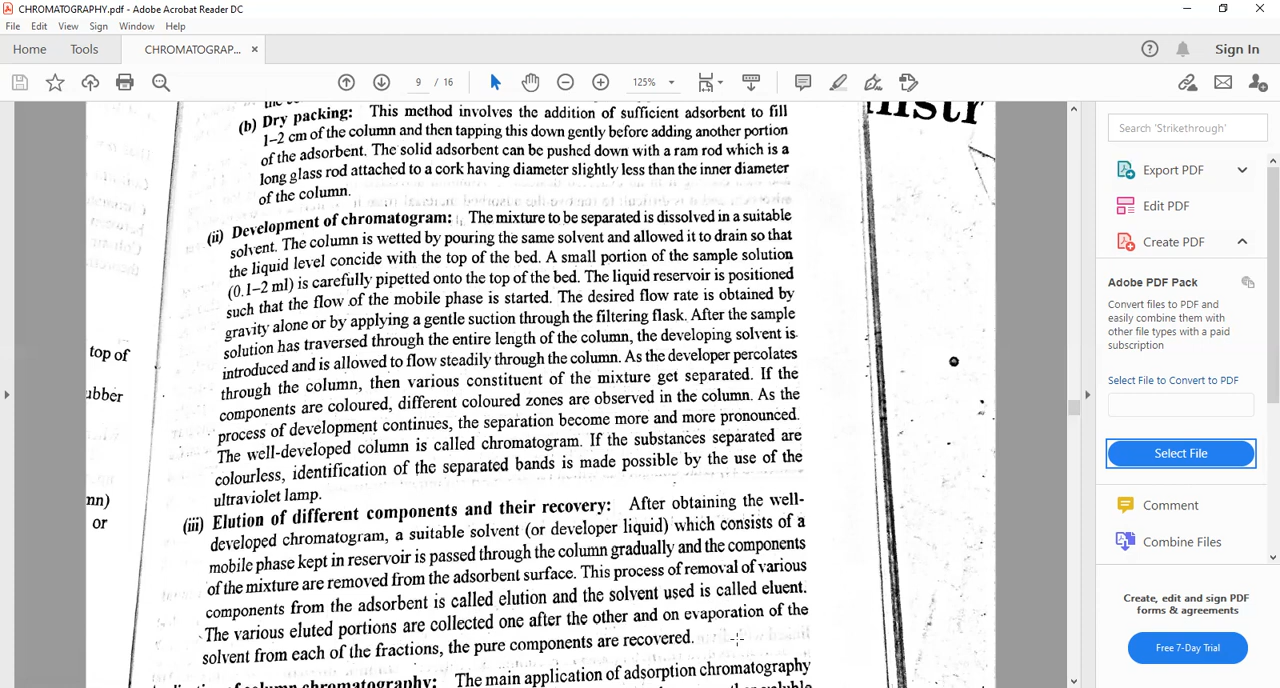 CHROMATOGRAPHY.pdf - Adobe Acrobat Reader DC
File Edit View Sign Window Help
Home Tools CHROMATOGRAP... × Sign In
9 / 16 125%
(b) Dry packing: This method involves the addition of sufficient adsorbent to fill
1–2 cm of the column and then tapping this down gently before adding another portion
of the adsorbent. The solid adsorbent can be pushed down with a ram rod which is a
long glass rod attached to a cork having diameter slightly less than the inner diameter
of the column.
(ii) Development of chromatogram: The mixture to be separated is dissolved in a suitable
solvent. The column is wetted by pouring the same solvent and allowed it to drain so that
the liquid level concide with the top of the bed. A small portion of the sample solution
(0.1–2 ml) is carefully pipetted onto the top of the bed. The liquid reservoir is positioned
such that the flow of the mobile phase is started. The desired flow rate is obtained by
gravity alone or by applying a gentle suction through the filtering flask. After the sample
solution has traversed through the entire length of the column, the developing solvent is
introduced and is allowed to flow steadily through the column. As the developer percolates
through the column, then various constituent of the mixture get separated. If the
components are coloured, different coloured zones are observed in the column. As the
process of development continues, the separation become more and more pronounced.
The well-developed column is called chromatogram. If the substances separated are
colourless, identification of the separated bands is made possible by the use of the
ultraviolet lamp.
(iii) Elution of different components and their recovery: After obtaining the well-
developed chromatogram, a suitable solvent (or developer liquid) which consists of a
mobile phase kept in reservoir is passed through the column gradually and the components
of the mixture are removed from the adsorbent surface. This process of removal of various
components from the adsorbent is called elution and the solvent used is called eluent.
The various eluted portions are collected one after the other and on evaporation of the
solvent from each of the fractions, the pure components are recovered.
column chromatography: The main application of adsorption chromatography
top of
ubber
mn)
or
Search 'Strikethrough'
Export PDF
Edit PDF
Create PDF
Adobe PDF Pack
Convert files to PDF and
easily combine them with
other file types with a paid
subscription
Select File to Convert to PDF
Select File
Comment
Combine Files
Create, edit and sign PDF
forms & agreements
Free 7-Day Trial